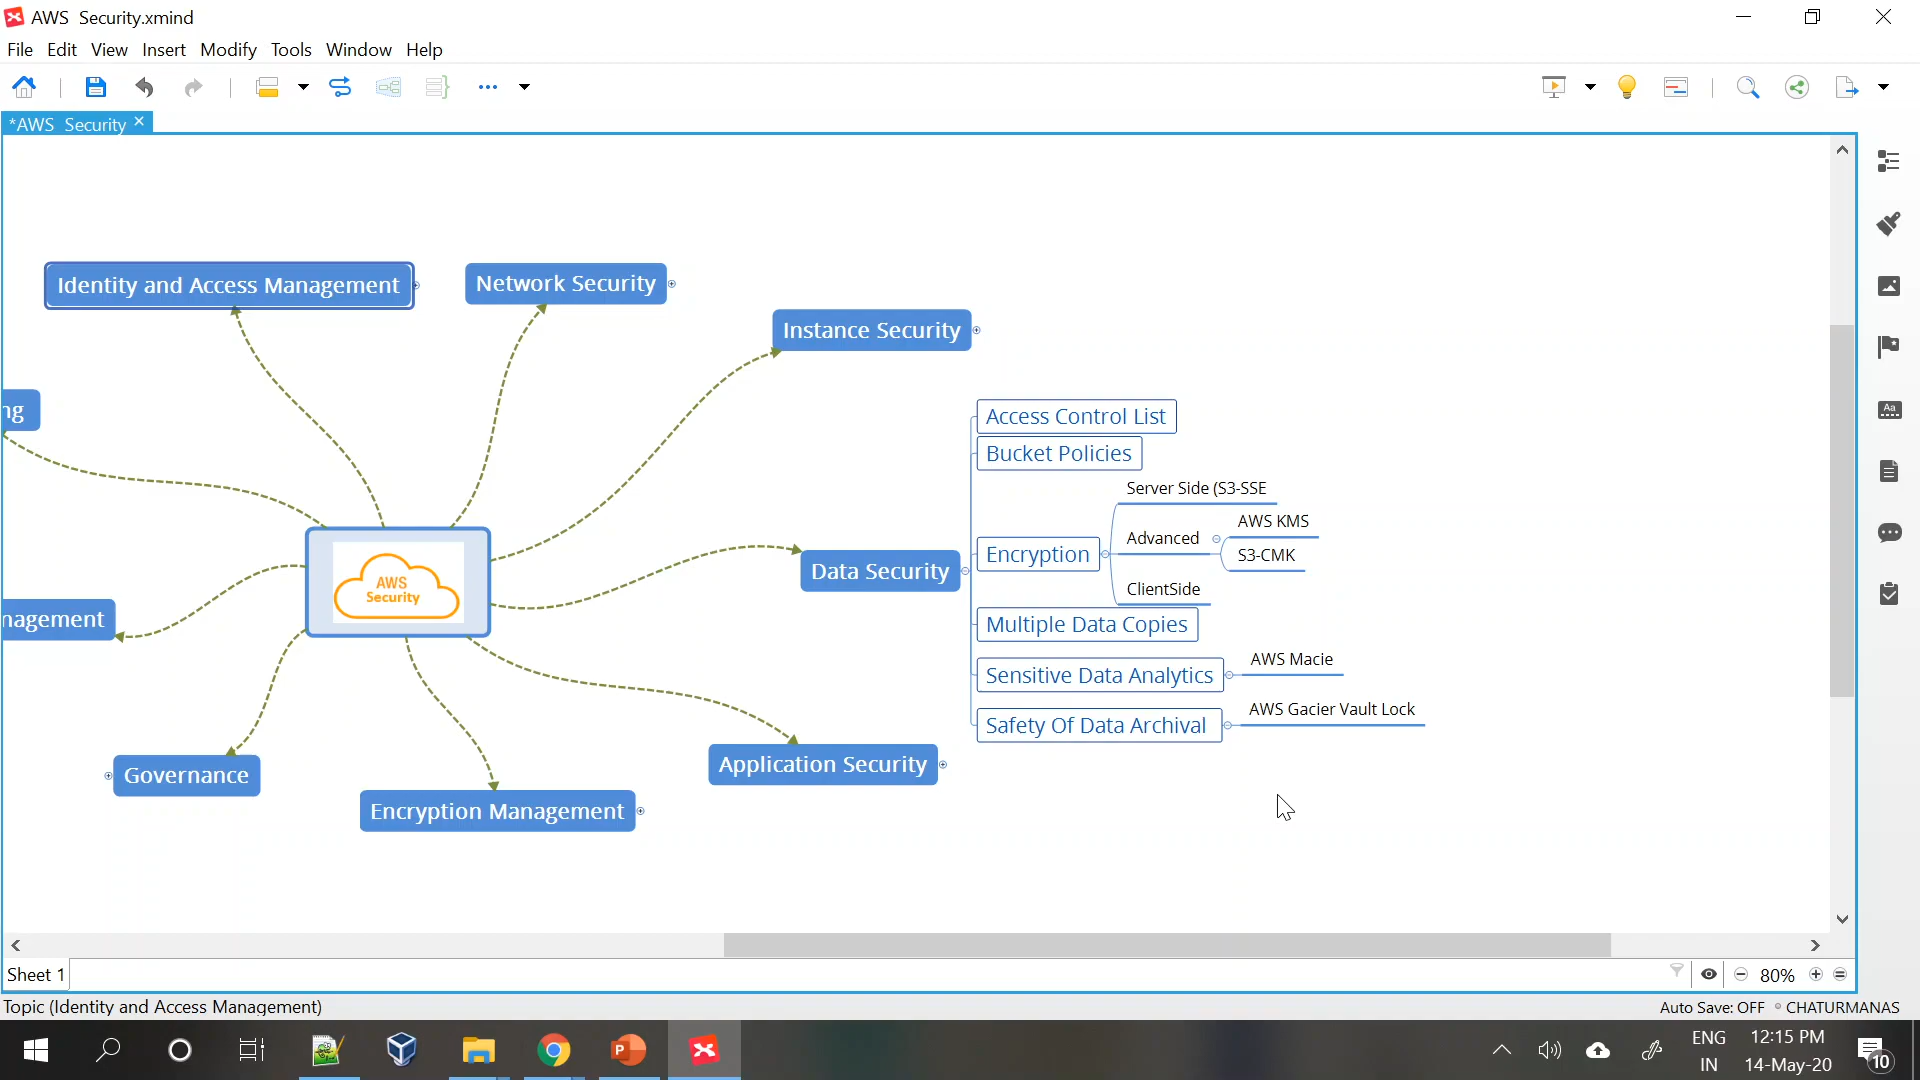 AWS Security.xmind
File Edit View Insert Modify Tools Window Help
*AWS Security
Identity and Access Management
Network Security
Instance Security
ng
Access Control List
Bucket Policies
Server Side (S3-SSE
AWS KMS
Advanced
Encryption
S3-CMK
AWS
Security
Data Security
ClientSide
nagement
Multiple Data Copies
AWS Macie
Sensitive Data Analytics
AWS Gacier Vault Lock
Safety Of Data Archival
Application Security
Governance
Encryption Management
Sheet 1
80%
Topic (Identity and Access Management)
Auto Save: OFF CHATURMANAS
ENG 12:15 PM
IN 14-May-20
10